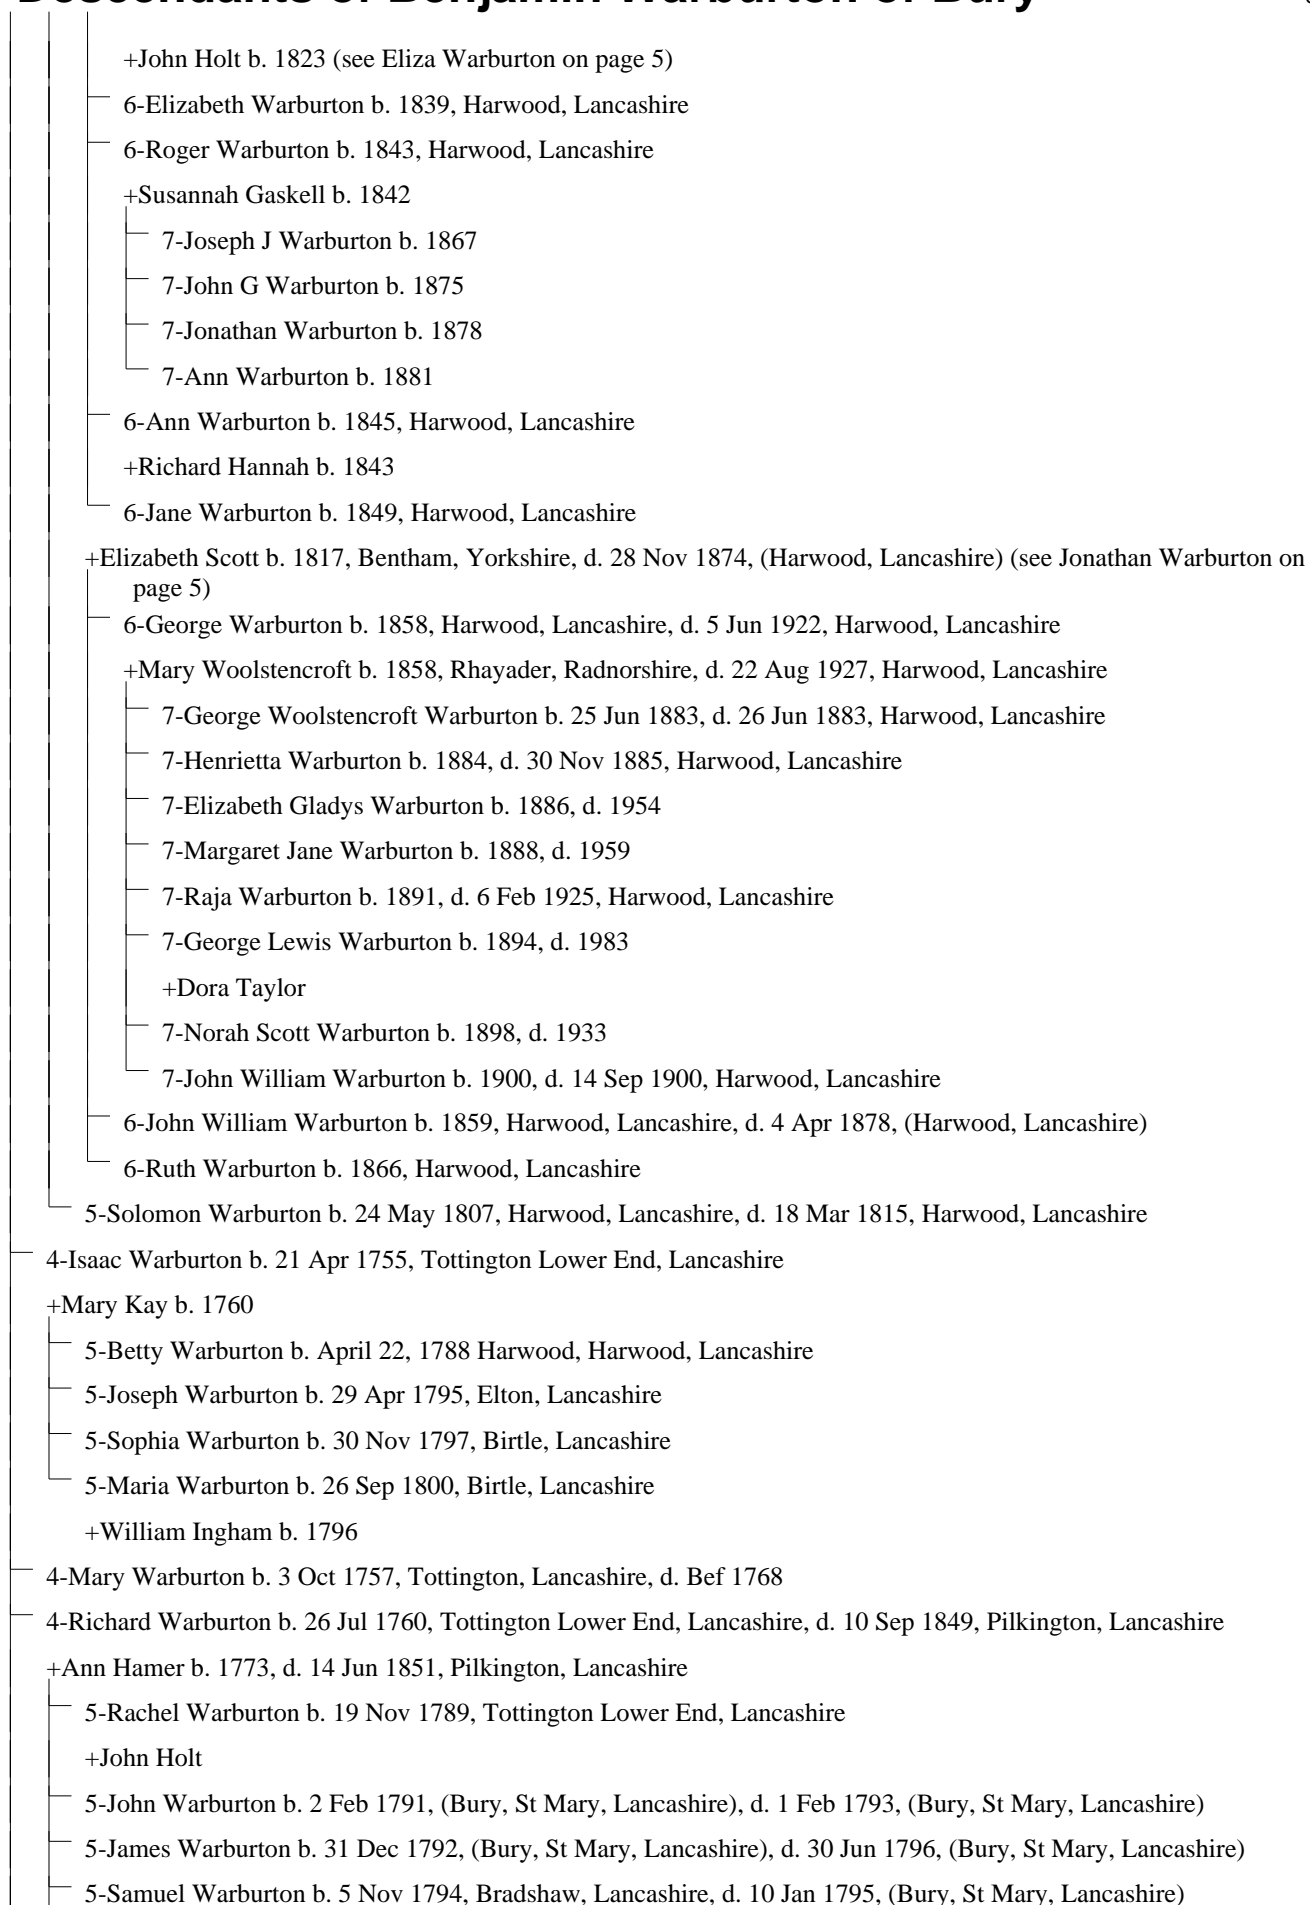 Descendants of Benjamin Warburton of Bury
+John Holt b. 1823 (see Eliza Warburton on page 5)
6-Elizabeth Warburton b. 1839, Harwood, Lancashire
6-Roger Warburton b. 1843, Harwood, Lancashire
+Susannah Gaskell b. 1842
7-Joseph J Warburton b. 1867
7-John G Warburton b. 1875
7-Jonathan Warburton b. 1878
7-Ann Warburton b. 1881
6-Ann Warburton b. 1845, Harwood, Lancashire
+Richard Hannah b. 1843
6-Jane Warburton b. 1849, Harwood, Lancashire
+Elizabeth Scott b. 1817, Bentham, Yorkshire, d. 28 Nov 1874, (Harwood, Lancashire) (see Jonathan Warburton on
page 5)
6-George Warburton b. 1858, Harwood, Lancashire, d. 5 Jun 1922, Harwood, Lancashire
+Mary Woolstencroft b. 1858, Rhayader, Radnorshire, d. 22 Aug 1927, Harwood, Lancashire
7-George Woolstencroft Warburton b. 25 Jun 1883, d. 26 Jun 1883, Harwood, Lancashire
7-Henrietta Warburton b. 1884, d. 30 Nov 1885, Harwood, Lancashire
7-Elizabeth Gladys Warburton b. 1886, d. 1954
7-Margaret Jane Warburton b. 1888, d. 1959
7-Raja Warburton b. 1891, d. 6 Feb 1925, Harwood, Lancashire
7-George Lewis Warburton b. 1894, d. 1983
+Dora Taylor
7-Norah Scott Warburton b. 1898, d. 1933
7-John William Warburton b. 1900, d. 14 Sep 1900, Harwood, Lancashire
6-John William Warburton b. 1859, Harwood, Lancashire, d. 4 Apr 1878, (Harwood, Lancashire)
6-Ruth Warburton b. 1866, Harwood, Lancashire
5-Solomon Warburton b. 24 May 1807, Harwood, Lancashire, d. 18 Mar 1815, Harwood, Lancashire
4-Isaac Warburton b. 21 Apr 1755, Tottington Lower End, Lancashire
+Mary Kay b. 1760
5-Betty Warburton b. April 22, 1788 Harwood, Harwood, Lancashire
5-Joseph Warburton b. 29 Apr 1795, Elton, Lancashire
5-Sophia Warburton b. 30 Nov 1797, Birtle, Lancashire
5-Maria Warburton b. 26 Sep 1800, Birtle, Lancashire
+William Ingham b. 1796
4-Mary Warburton b. 3 Oct 1757, Tottington, Lancashire, d. Bef 1768
4-Richard Warburton b. 26 Jul 1760, Tottington Lower End, Lancashire, d. 10 Sep 1849, Pilkington, Lancashire
+Ann Hamer b. 1773, d. 14 Jun 1851, Pilkington, Lancashire
5-Rachel Warburton b. 19 Nov 1789, Tottington Lower End, Lancashire
+John Holt
5-John Warburton b. 2 Feb 1791, (Bury, St Mary, Lancashire), d. 1 Feb 1793, (Bury, St Mary, Lancashire)
5-James Warburton b. 31 Dec 1792, (Bury, St Mary, Lancashire), d. 30 Jun 1796, (Bury, St Mary, Lancashire)
5-Samuel Warburton b. 5 Nov 1794, Bradshaw, Lancashire, d. 10 Jan 1795, (Bury, St Mary, Lancashire)